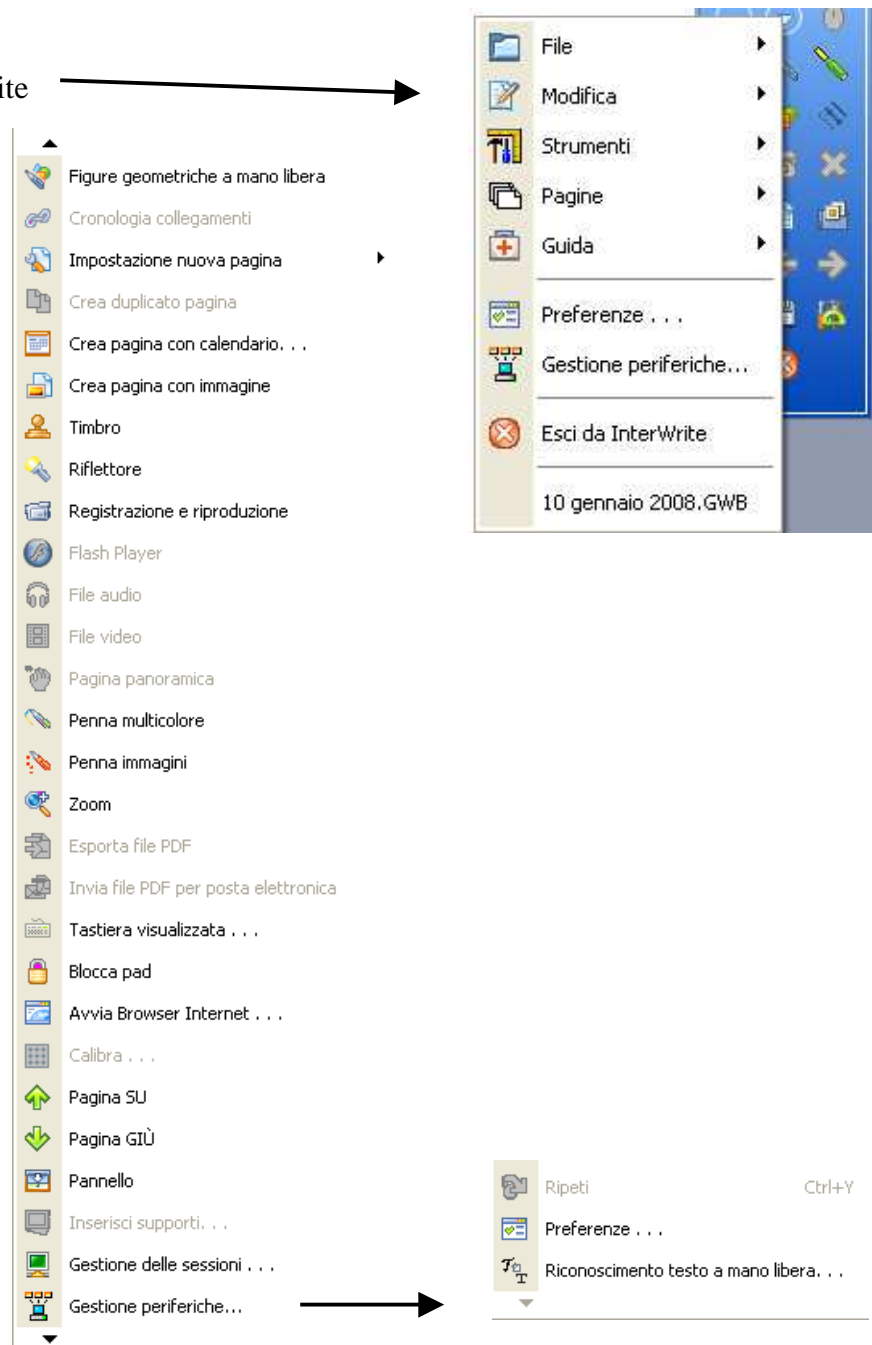 ite
File
Modifica
Strumenti
Pagine
Guida
Preferenze . . .
Gestione periferiche...
Esci da InterWrite
10 gennaio 2008.GWB
Figure geometriche a mano libera
Cronologia collegamenti
Impostazione nuova pagina
Crea duplicato pagina
Crea pagina con calendario. . .
Crea pagina con immagine
Timbro
Riflettore
Registrazione e riproduzione
Flash Player
File audio
File video
Pagina panoramica
Penna multicolore
Penna immagini
Zoom
Esporta file PDF
Invia file PDF per posta elettronica
Tastiera visualizzata . . .
Blocca pad
Avvia Browser Internet . . .
Calibra . . .
Pagina SU
Pagina GIÙ
Pannello
Inserisci supporti. . .
Gestione delle sessioni . . .
Gestione periferiche...
Ripeti Ctrl+Y
Preferenze . . .
Riconoscimento testo a mano libera. . .